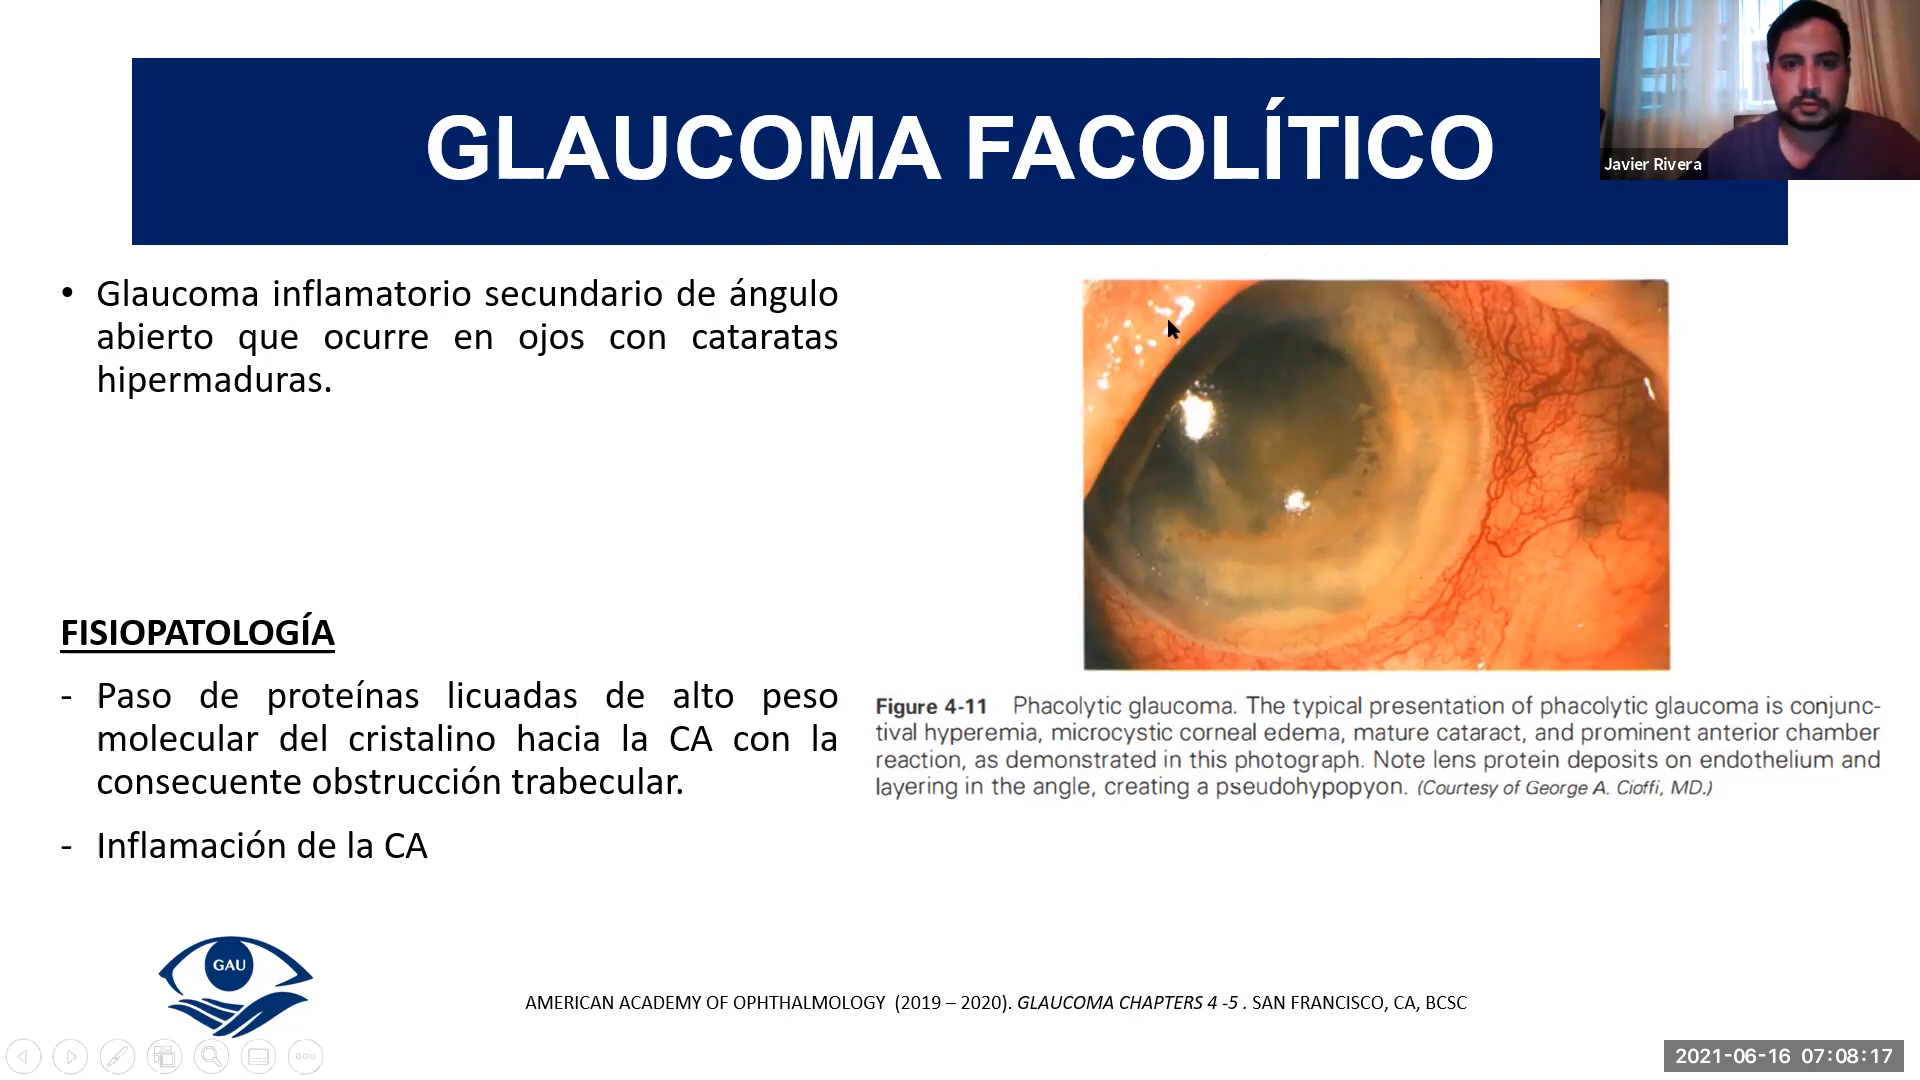 GLAUCOMA FACOLÍTICO
Javier Rivera
• Glaucoma inflamatorio secundario de ángulo
abierto que ocurre en ojos con cataratas
hipermaduras.
FISIOPATOLOGÍA
- Paso de proteínas licuadas de alto peso
molecular del cristalino hacia la CA con la
consecuente obstrucción trabecular.
- Inflamación de la CA
Figure 4-11 Phacolytic glaucoma. The typical presentation of phacolytic glaucoma is conjunc-
tival hyperemia, microcystic corneal edema, mature cataract, and prominent anterior chamber
reaction, as demonstrated in this photograph. Note lens protein deposits on endothelium and
layering in the angle, creating a pseudohypopyon. (Courtesy of George A. Cioffi, MD.)
GAU
AMERICAN ACADEMY OF OPHTHALMOLOGY (2019 – 2020). GLAUCOMA CHAPTERS 4 -5 . SAN FRANCISCO, CA, BCSC
2021-06-16 07:08:17